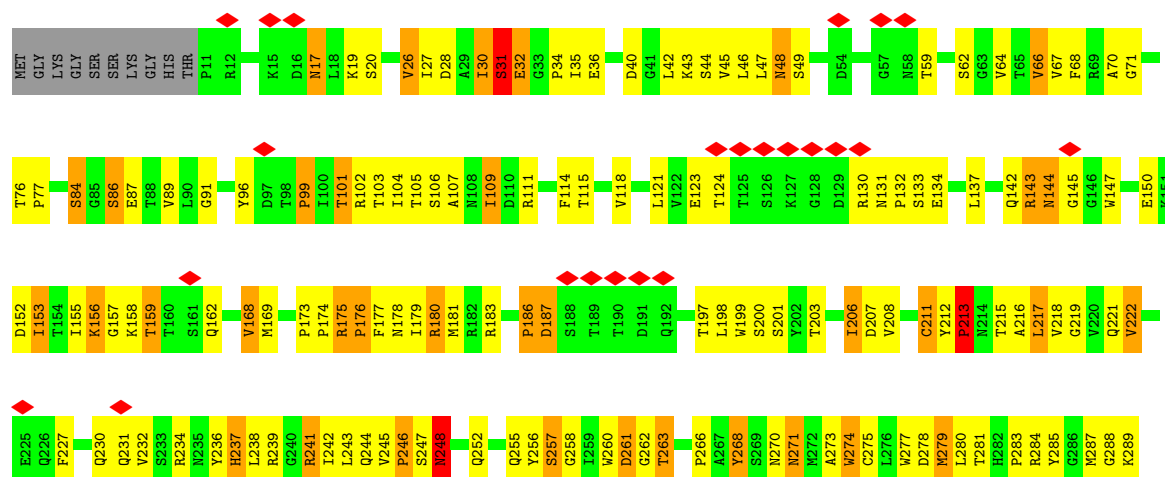 MET GLY LYS GLY SER SER LYS GLY HIS THR P11 R12 K15 D16 N17 L18 K19 S20 V26 I27 D28 A29 I30 S31 E32 G33 P34 I35 E36 D40 G41 L42 K43 S44 V45 L46 L47 N48 S49 D54 G57 N58 T59 S62 G63 V64 T65 V66 V67 F68 R69 A70 G71
T76 P77 S84 G85 S86 E87 T88 V89 L90 G91 Y96 D97 T98 P99 I100 T101 R102 T103 I104 T105 S106 A107 N108 I109 D110 R111 F114 T115 V118 L121 V122 E123 T124 T125 S126 K127 G128 D129 R130 N131 P132 S133 E134 L137 Q142 R143 N144 G145 G146 W147 E150 K151
D152 I153 T154 I155 K156 G157 K158 T159 T160 S161 Q162 V168 M169 P173 P174 R175 P176 F177 N178 I179 R180 M181 R182 R183 P186 D187 S188 T189 T190 D191 Q192 T197 L198 W199 S200 S201 Y202 T203 I206 D207 V208 C211 Y212 P213 N214 T215 A216 L217 V218 G219 V220 Q221 V222
E225 Q226 F227 Q230 Q231 V232 S233 R234 N235 Y236 H237 L238 R239 G240 R241 I242 L243 Q244 V245 P246 S247 N248 Q252 Q255 Y256 S257 G258 I259 W260 D261 G262 T263 P266 A267 Y268 S269 N270 N271 M272 A273 W274 C275 L276 W277 D278 M279 L280 T281 H282 P283 R284 Y285 G286 M287 G288 K289